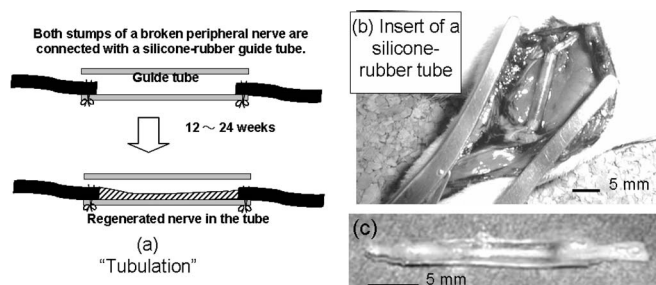 Both stumps of a broken peripheral nerve are
connected with a silicone-rubber guide tube.
Guide tube
12 ～ 24 weeks
Regenerated nerve in the tube
(a)
“Tubulation”
(b) Insert of a
silicone-
rubber tube
5 mm
(c)
5 mm